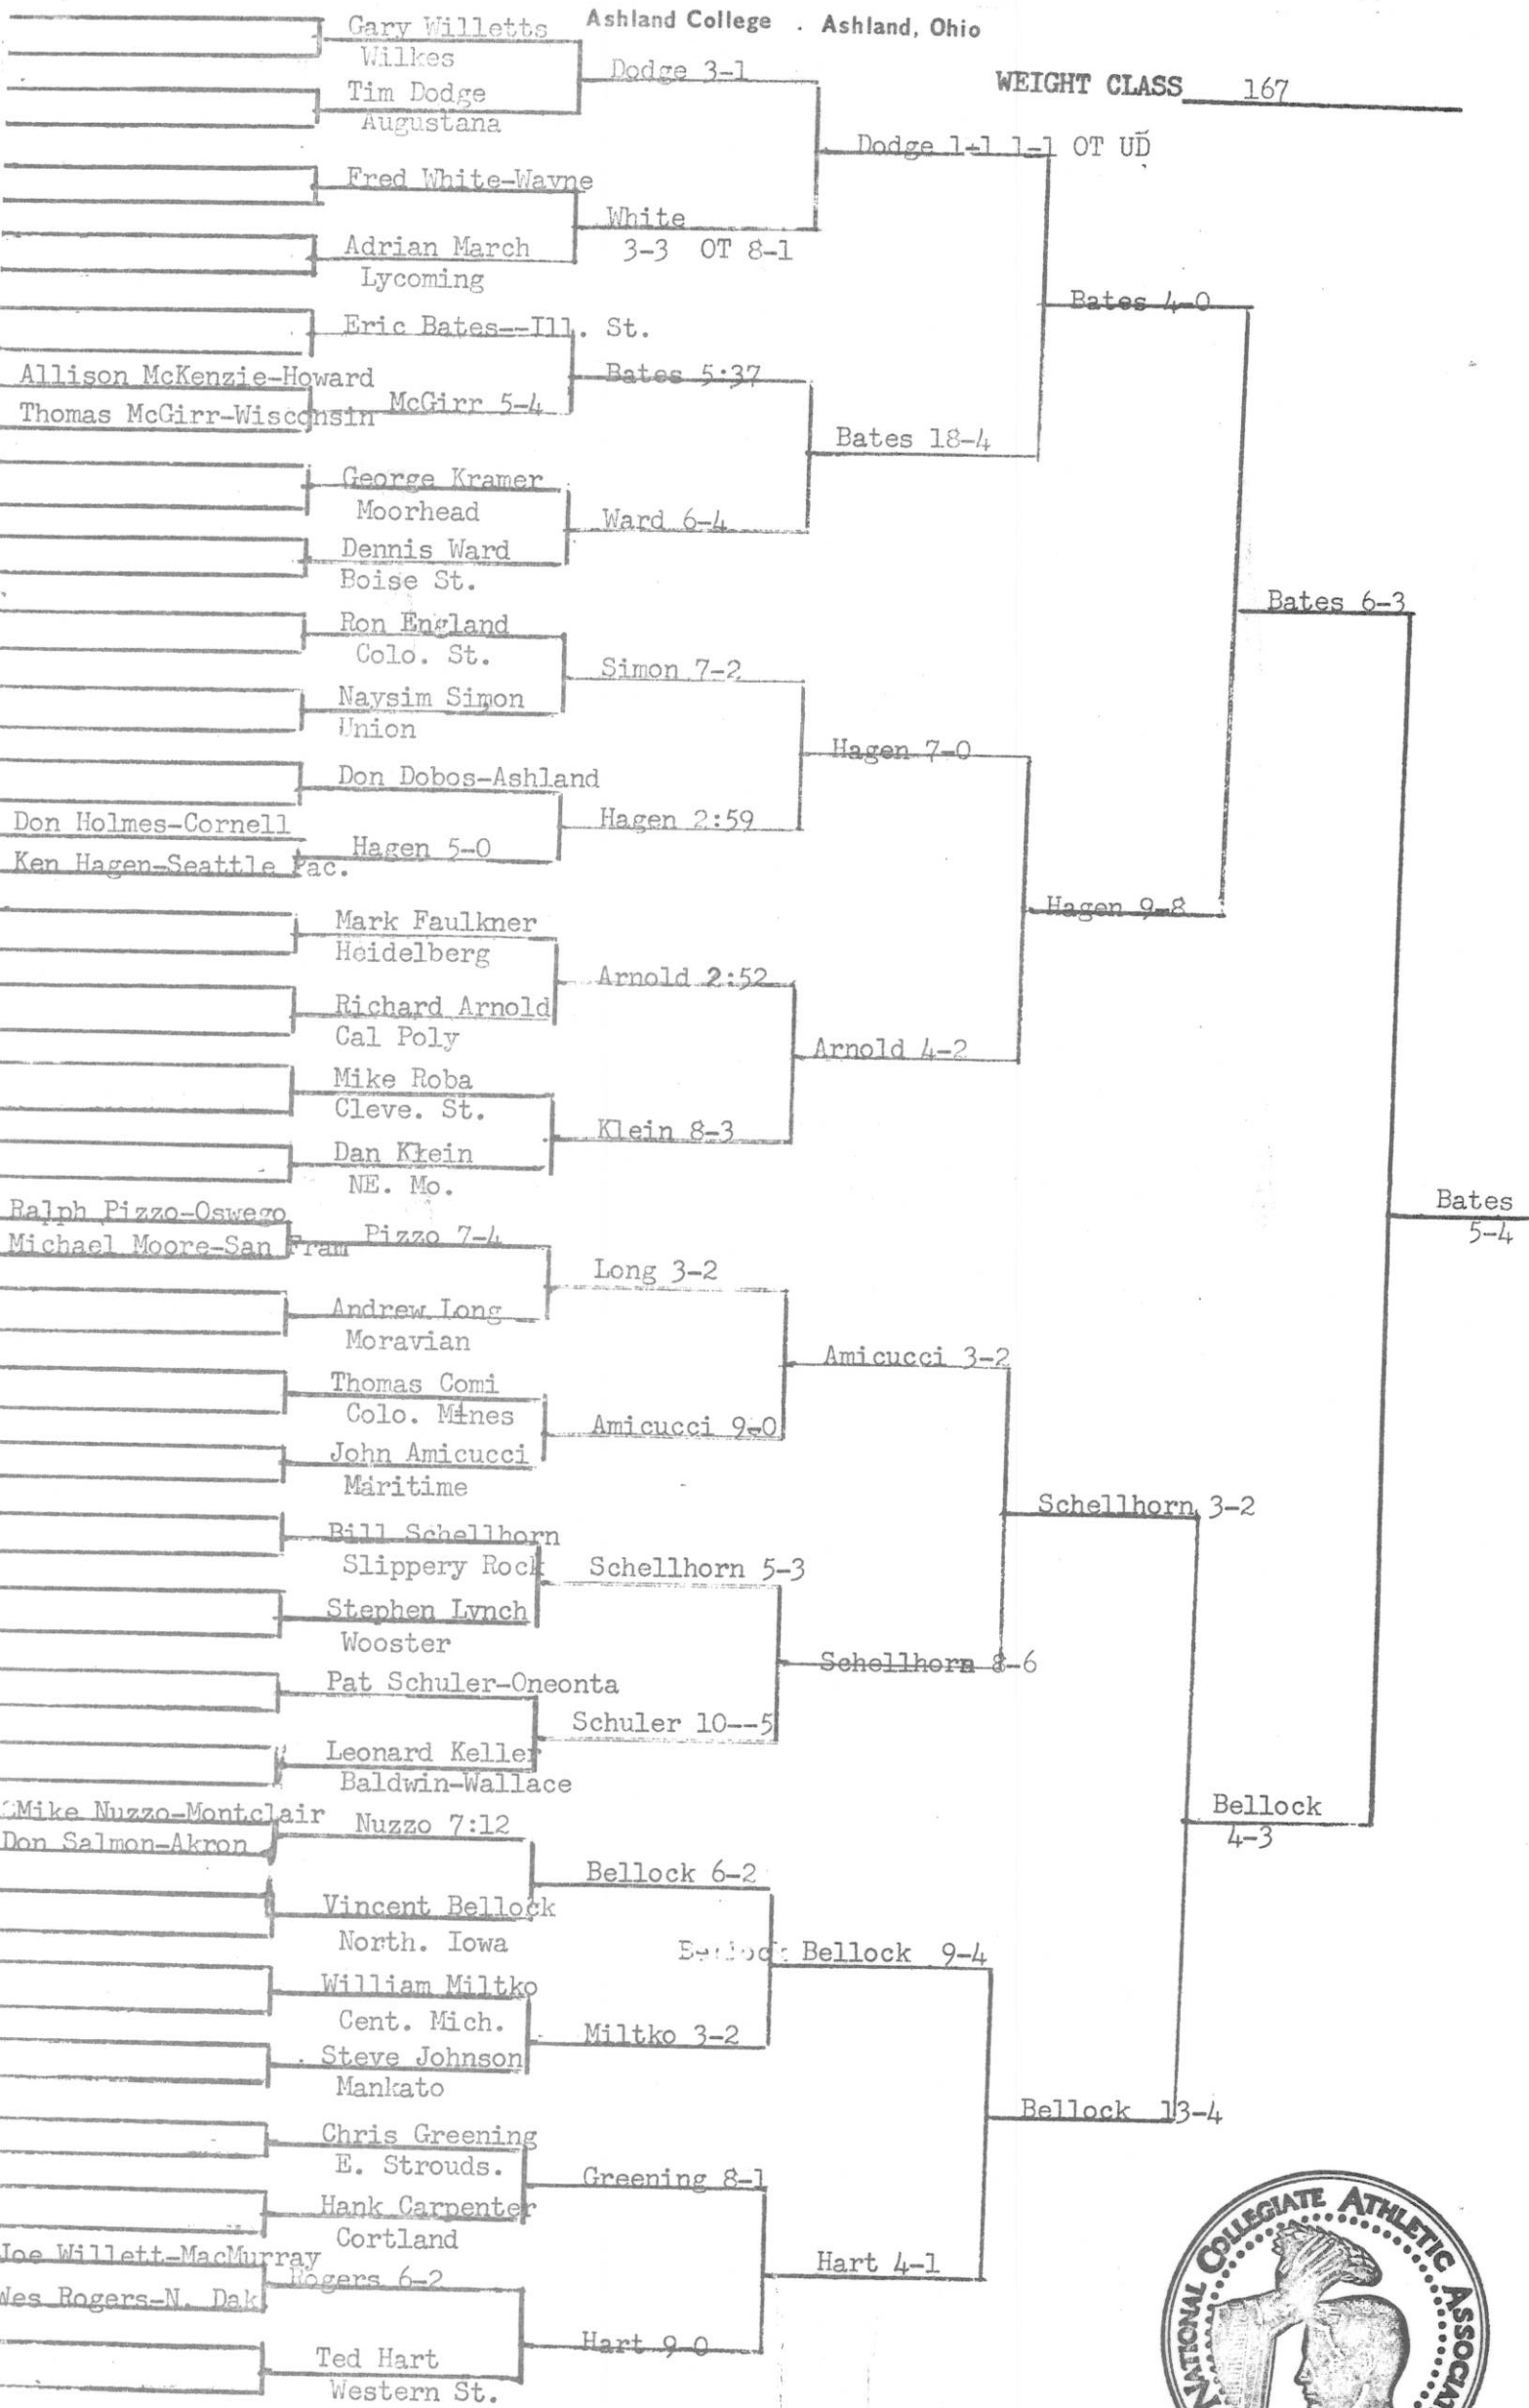 Ashland College . Ashland, Ohio
WEIGHT CLASS 167
Gary Willetts
Wilkes
Dodge 3-1
Tim Dodge
Augustana
Dodge 1-1 1-1 OT UD
Fred White-Wayne
White
3-3 OT 8-1
Adrian March
Lycoming
Bates 4-0
Eric Bates--Ill. St.
Bates 5:37
Allison McKenzie-Howard
McGirr 5-4
Thomas McGirr-Wisconsin
Bates 18-4
George Kramer
Moorhead
Ward 6-4
Dennis Ward
Boise St.
Bates 6-3
Ron England
Colo. St.
Simon 7-2
Naysim Simon
Union
Hagen 7-0
Don Dobos-Ashland
Hagen 2:59
Don Holmes-Cornell
Hagen 5-0
Ken Hagen-Seattle Pac.
Hagen 9-8
Mark Faulkner
Heidelberg
Arnold 2:52
Richard Arnold
Cal Poly
Arnold 4-2
Mike Roba
Cleve. St.
Klein 8-3
Dan Klein
NE. Mo.
Bates
5-4
Ralph Pizzo-Oswego
Pizzo 7-4
Michael Moore-San Fran
Long 3-2
Andrew Long
Moravian
Amicucci 3-2
Thomas Comi
Colo. Mines
Amicucci 9-0
John Amicucci
Maritime
Schellhorn 3-2
Bill Schellhorn
Slippery Rock
Schellhorn 5-3
Stephen Lynch
Wooster
Schellhorn 8-6
Pat Schuler-Oneonta
Schuler 10--5
Leonard Keller
Baldwin-Wallace
Bellock
4-3
Mike Nuzzo-Montclair
Nuzzo 7:12
Don Salmon-Akron
Bellock 6-2
Vincent Bellock
North. Iowa
Bellock 9-4
William Miltko
Cent. Mich.
Miltko 3-2
Steve Johnson
Mankato
Bellock 13-4
Chris Greening
E. Strouds.
Greening 8-1
Hank Carpenter
Cortland
Hart 4-1
Joe Willett-MacMurray
Rogers 6-2
Wes Rogers-N. Dak
Hart 9-0
Ted Hart
Western St.
NATIONAL COLLEGIATE ATHLETIC